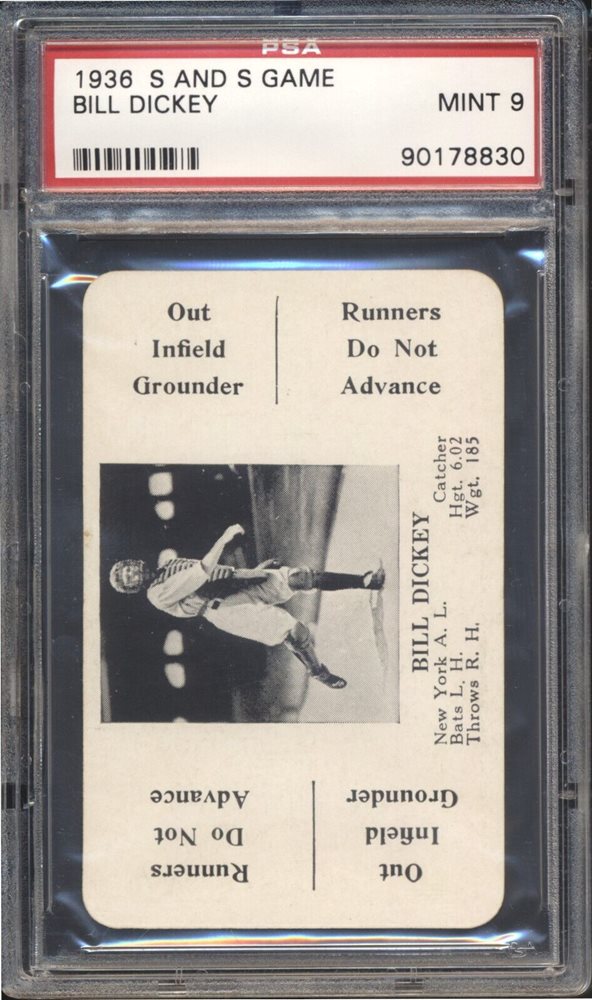 PSA
1936 S AND S GAME
BILL DICKEY
MINT 9
90178830
Out
Infield
Grounder
Runners
Do Not
Advance
BILL DICKEY
New York A. L. Catcher
Bats L. H. Hgt. 6.02
Throws R. H. Wgt. 185
Out
Infield
Grounder
Runners
Do Not
Advance
PSA